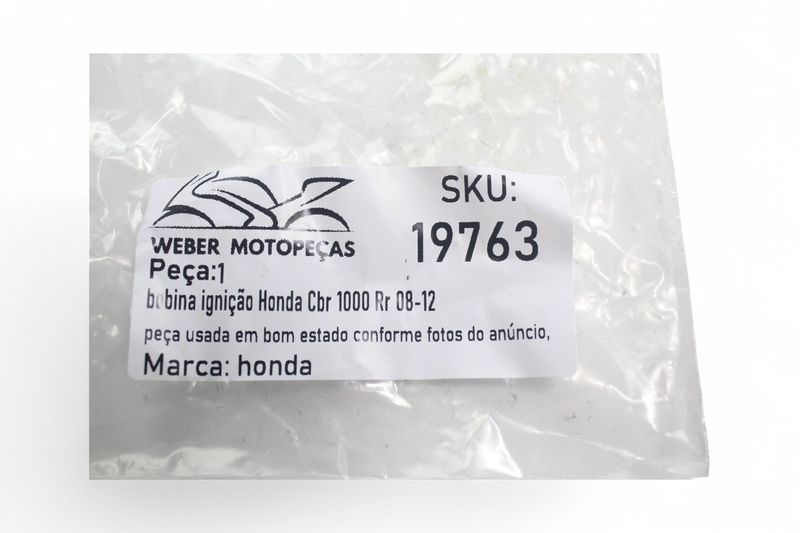 SKU:
19763
WEBER MOTOPEÇAS
Peça:1
bobina ignição Honda Cbr 1000 Rr 08-12
peça usada em bom estado conforme fotos do anúncio,
Marca: honda